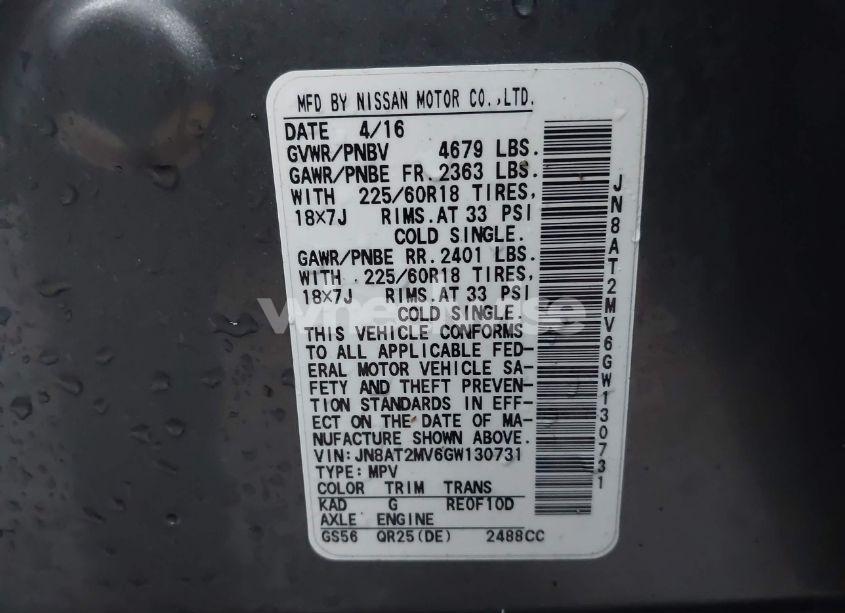 MFD BY NISSAN MOTOR CO.,LTD.
DATE 4/16
GVWR/PNBV 4679 LBS.
GAWR/PNBE FR. 2363 LBS.
WITH 225/60R18 TIRES,
18×7J RIMS.AT 33 PSI
COLD SINGLE.
GAWR/PNBE RR. 2401 LBS.
WITH 225/60R18 TIRES,
18×7J RIMS.AT 33 PSI
COLD SINGLE.
THIS VEHICLE CONFORMS
TO ALL APPLICABLE FED-
ERAL MOTOR VEHICLE SA-
FETY AND THEFT PREVEN-
TION STANDARDS IN EFF-
ECT ON THE DATE OF MA-
NUFACTURE SHOWN ABOVE.
VIN:JN8AT2MV6GW130731
TYPE:MPV
COLOR TRIM TRANS
KAD G RE0F10D
AXLE ENGINE
GS56 QR25(DE) 2488CC
JN8AT2MV6GW130731